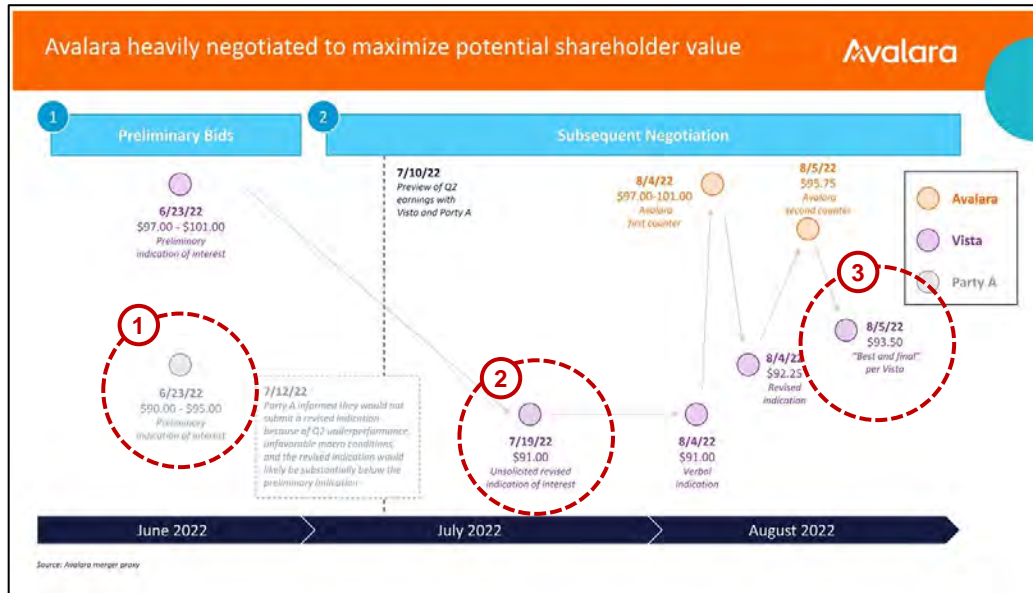 Avalara heavily negotiated to maximize potential shareholder value
Avalara
1
Preliminary Bids
2
Subsequent Negotiation
6/23/22
$97.00 - $101.00
Preliminary
indication of interest
7/10/22
Preview of Q2
earnings with
Vista and Party A
8/4/22
$97.00-101.00
Avalara
first counter
8/5/22
$95.75
Avalara
second counter
Avalara
Vista
Party A
1
6/23/22
$90.00 - $95.00
Preliminary
indication of interest
7/12/22
Party A informed they would not
submit a revised indication
because of Q2 underperformance,
unfavorable macro conditions,
and the revised indication would
likely be substantially below the
preliminary indication
2
7/19/22
$91.00
Unsolicited revised
indication of interest
8/4/22
$91.00
Verbal
indication
8/4/22
$92.25
Revised
indication
3
8/5/22
$93.50
"Best and final"
per Vista
June 2022
July 2022
August 2022
Source: Avalara merger proxy